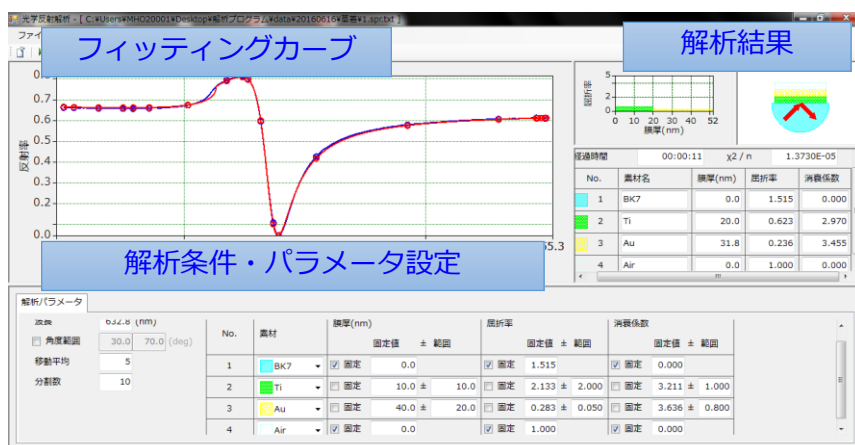 光学反射解析 - [ C:¥Users¥MHO20001¥Desktop¥解析プログラム¥data¥20160616¥蒸着¥1.spr.txt ]
フィッティングカーブ
解析結果
0.7
0.6
0.5
0.4
0.3
0.2
0.0
反射率
5
2
0
0 10 20 30 40 52
屈折率
膜厚(nm)
経過時間 00:00:11 χ2 / n 1.3730E-05
No. 素材名 膜厚(nm) 屈折率 消衰係数
1 BK7 0.0 1.515 0.000
2 Ti 20.0 0.623 2.970
3 Au 31.8 0.236 3.455
4 Air 0.0 1.000 0.000
解析条件・パラメータ設定
解析パラメータ
波長 632.8 (nm)
角度範囲 30.0 70.0 (deg)
移動平均 5
分割数 10
No. 素材 膜厚(nm) 屈折率 消衰係数
固定値 ± 範囲 固定値 ± 範囲 固定値 ± 範囲
1 BK7 固定 0.0 固定 1.515 固定 0.000
2 Ti 固定 10.0 ± 10.0 固定 2.133 ± 2.000 固定 3.211 ± 1.000
3 Au 固定 40.0 ± 20.0 固定 0.283 ± 0.050 固定 3.636 ± 0.800
4 Air 固定 0.0 固定 1.000 固定 0.000